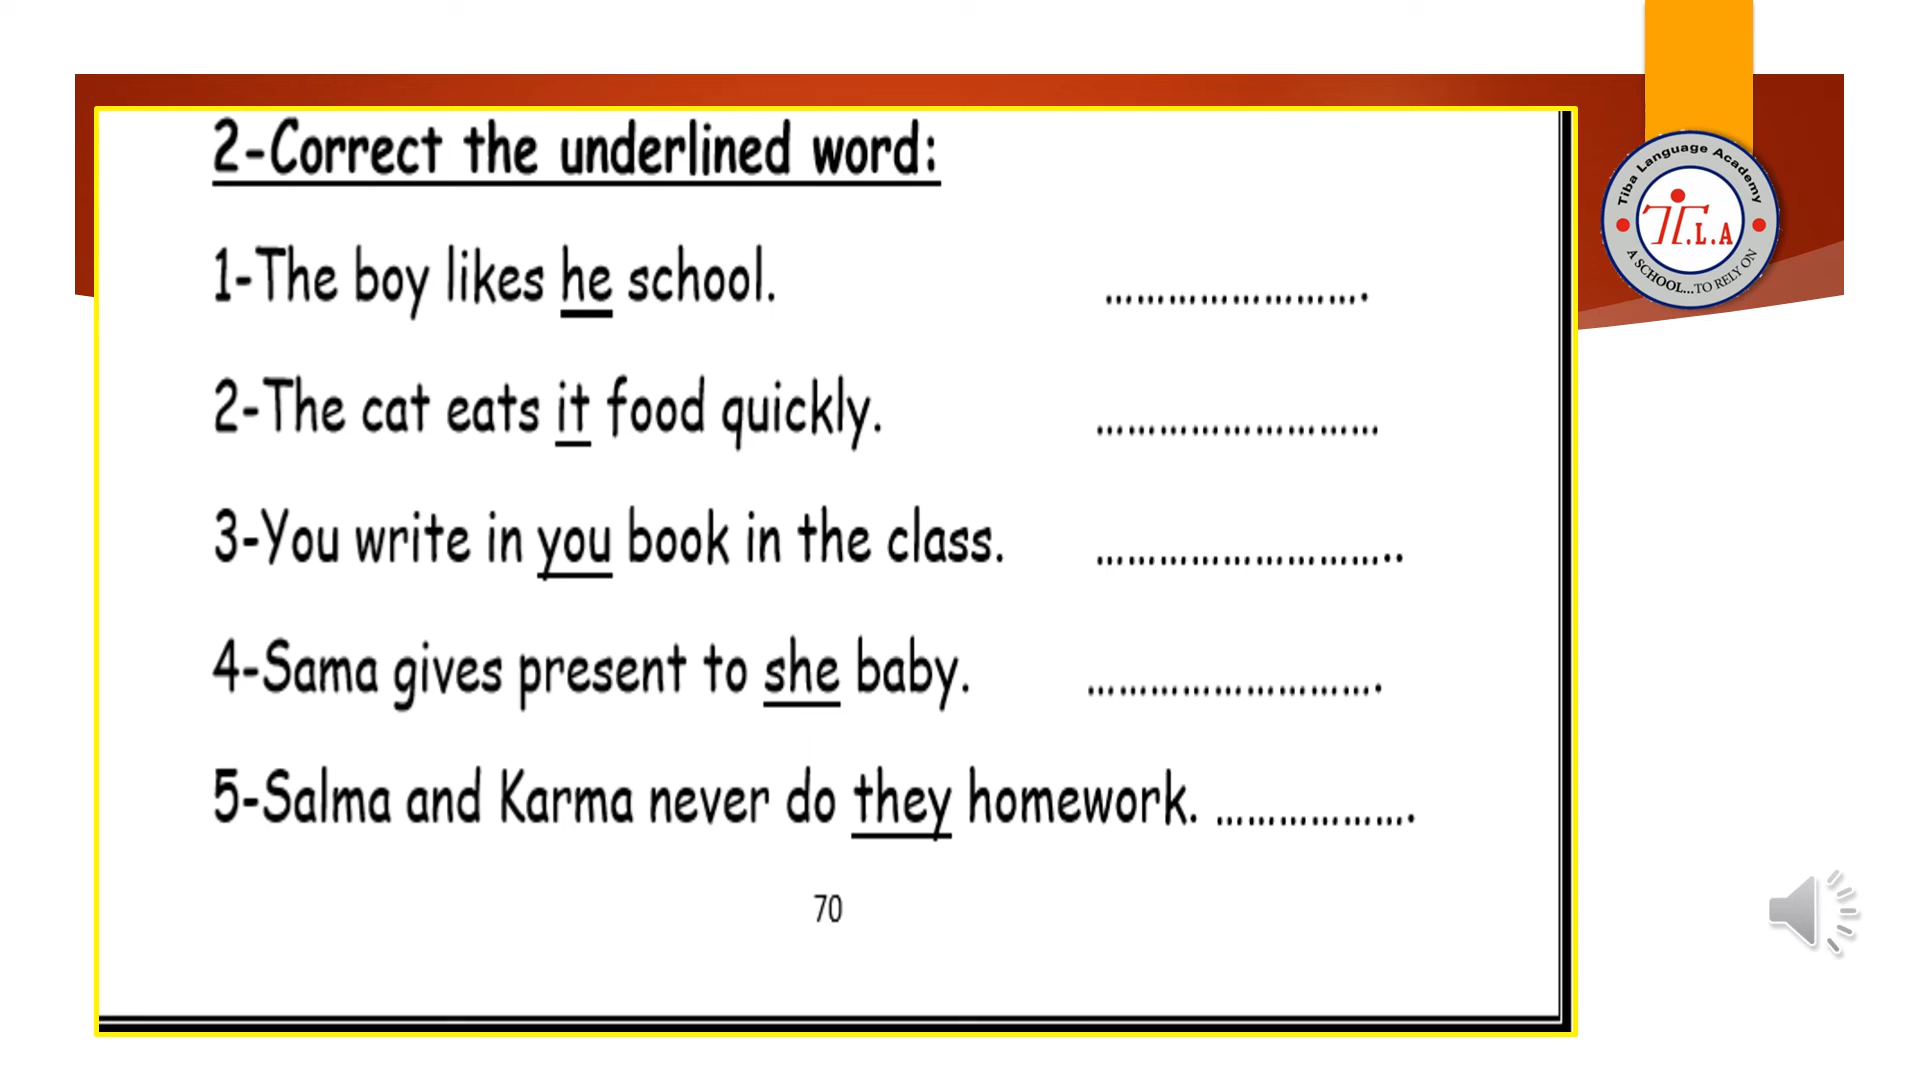 2-Correct the underlined word:
1-The boy likes he school. …………………….
2-The cat eats it food quickly. ………………………
3-You write in you book in the class. ………………………..
4-Sama gives present to she baby. ……………………….
5-Salma and Karma never do they homework. ……………….
70
Tiba Language Academy
T.L.A
A SCHOOL...TO RELY ON